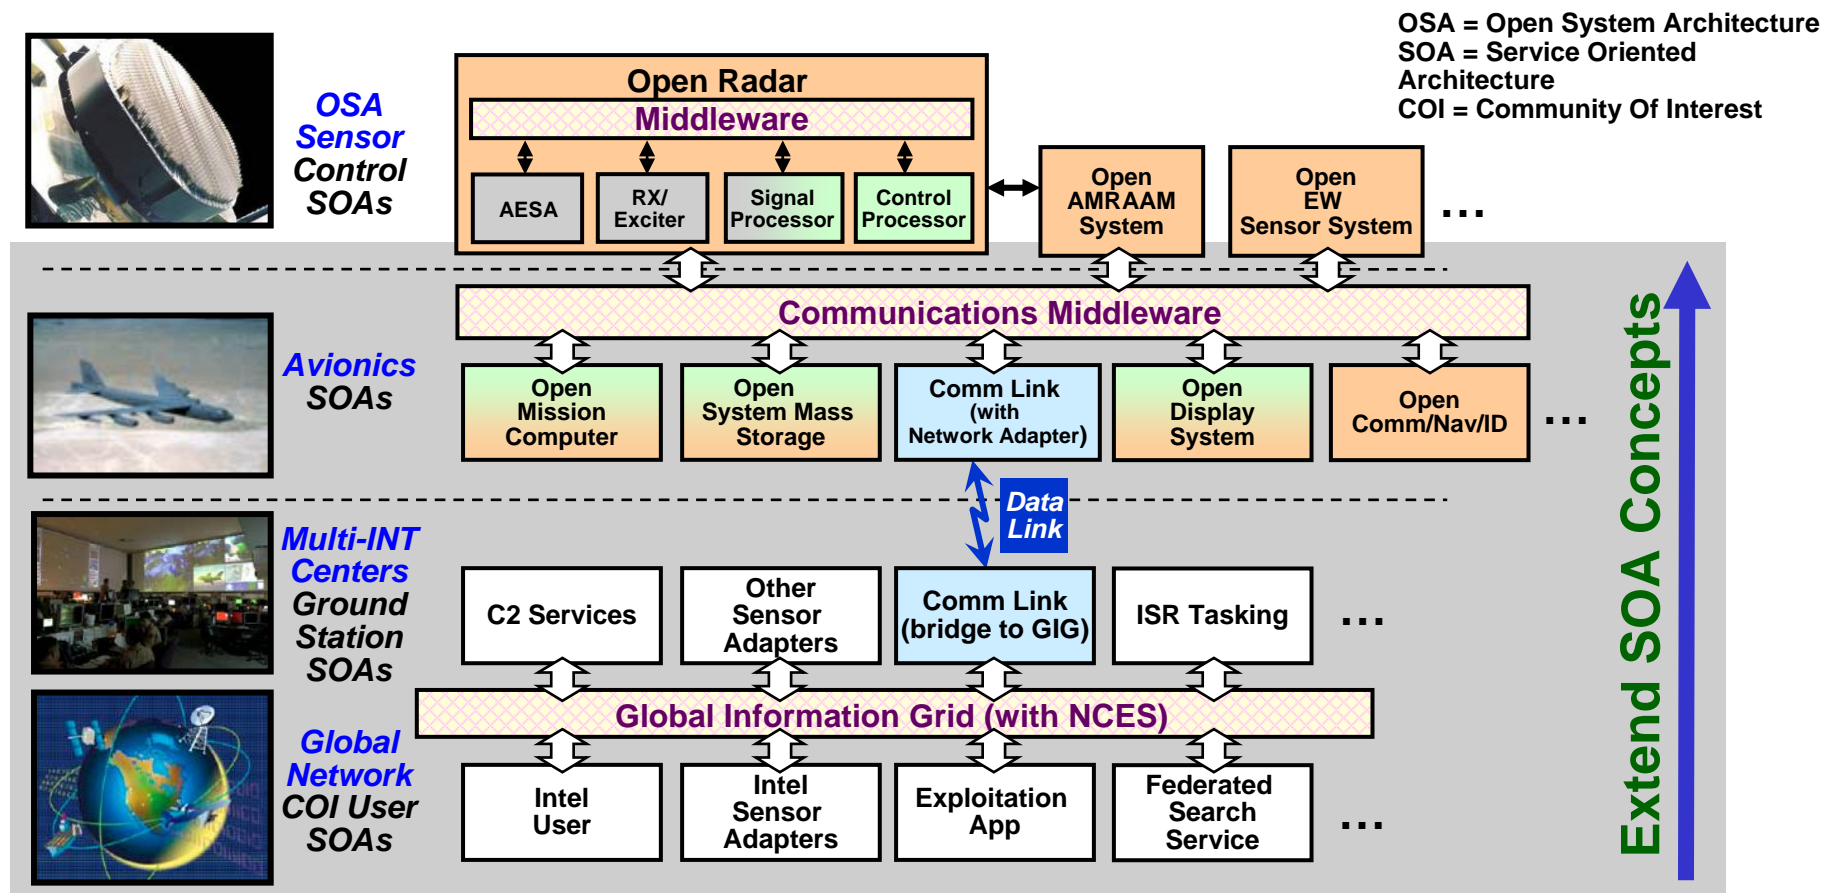 OSA = Open System Architecture
SOA = Service Oriented
Architecture
COI = Community Of Interest
OSA
Sensor
Control
SOAs
Open Radar
Middleware
AESA
RX/
Exciter
Signal
Processor
Control
Processor
Open
AMRAAM
System
Open
EW
Sensor System
...
Communications Middleware
Avionics
SOAs
Open
Mission
Computer
Open
System Mass
Storage
Comm Link
(with
Network Adapter)
Open
Display
System
Open
Comm/Nav/ID
...
Data
Link
Multi-INT
Centers
Ground
Station
SOAs
C2 Services
Other
Sensor
Adapters
Comm Link
(bridge to GIG)
ISR Tasking
...
Global Information Grid (with NCES)
Global
Network
COI User
SOAs
Intel
User
Intel
Sensor
Adapters
Exploitation
App
Federated
Search
Service
...
Extend SOA Concepts